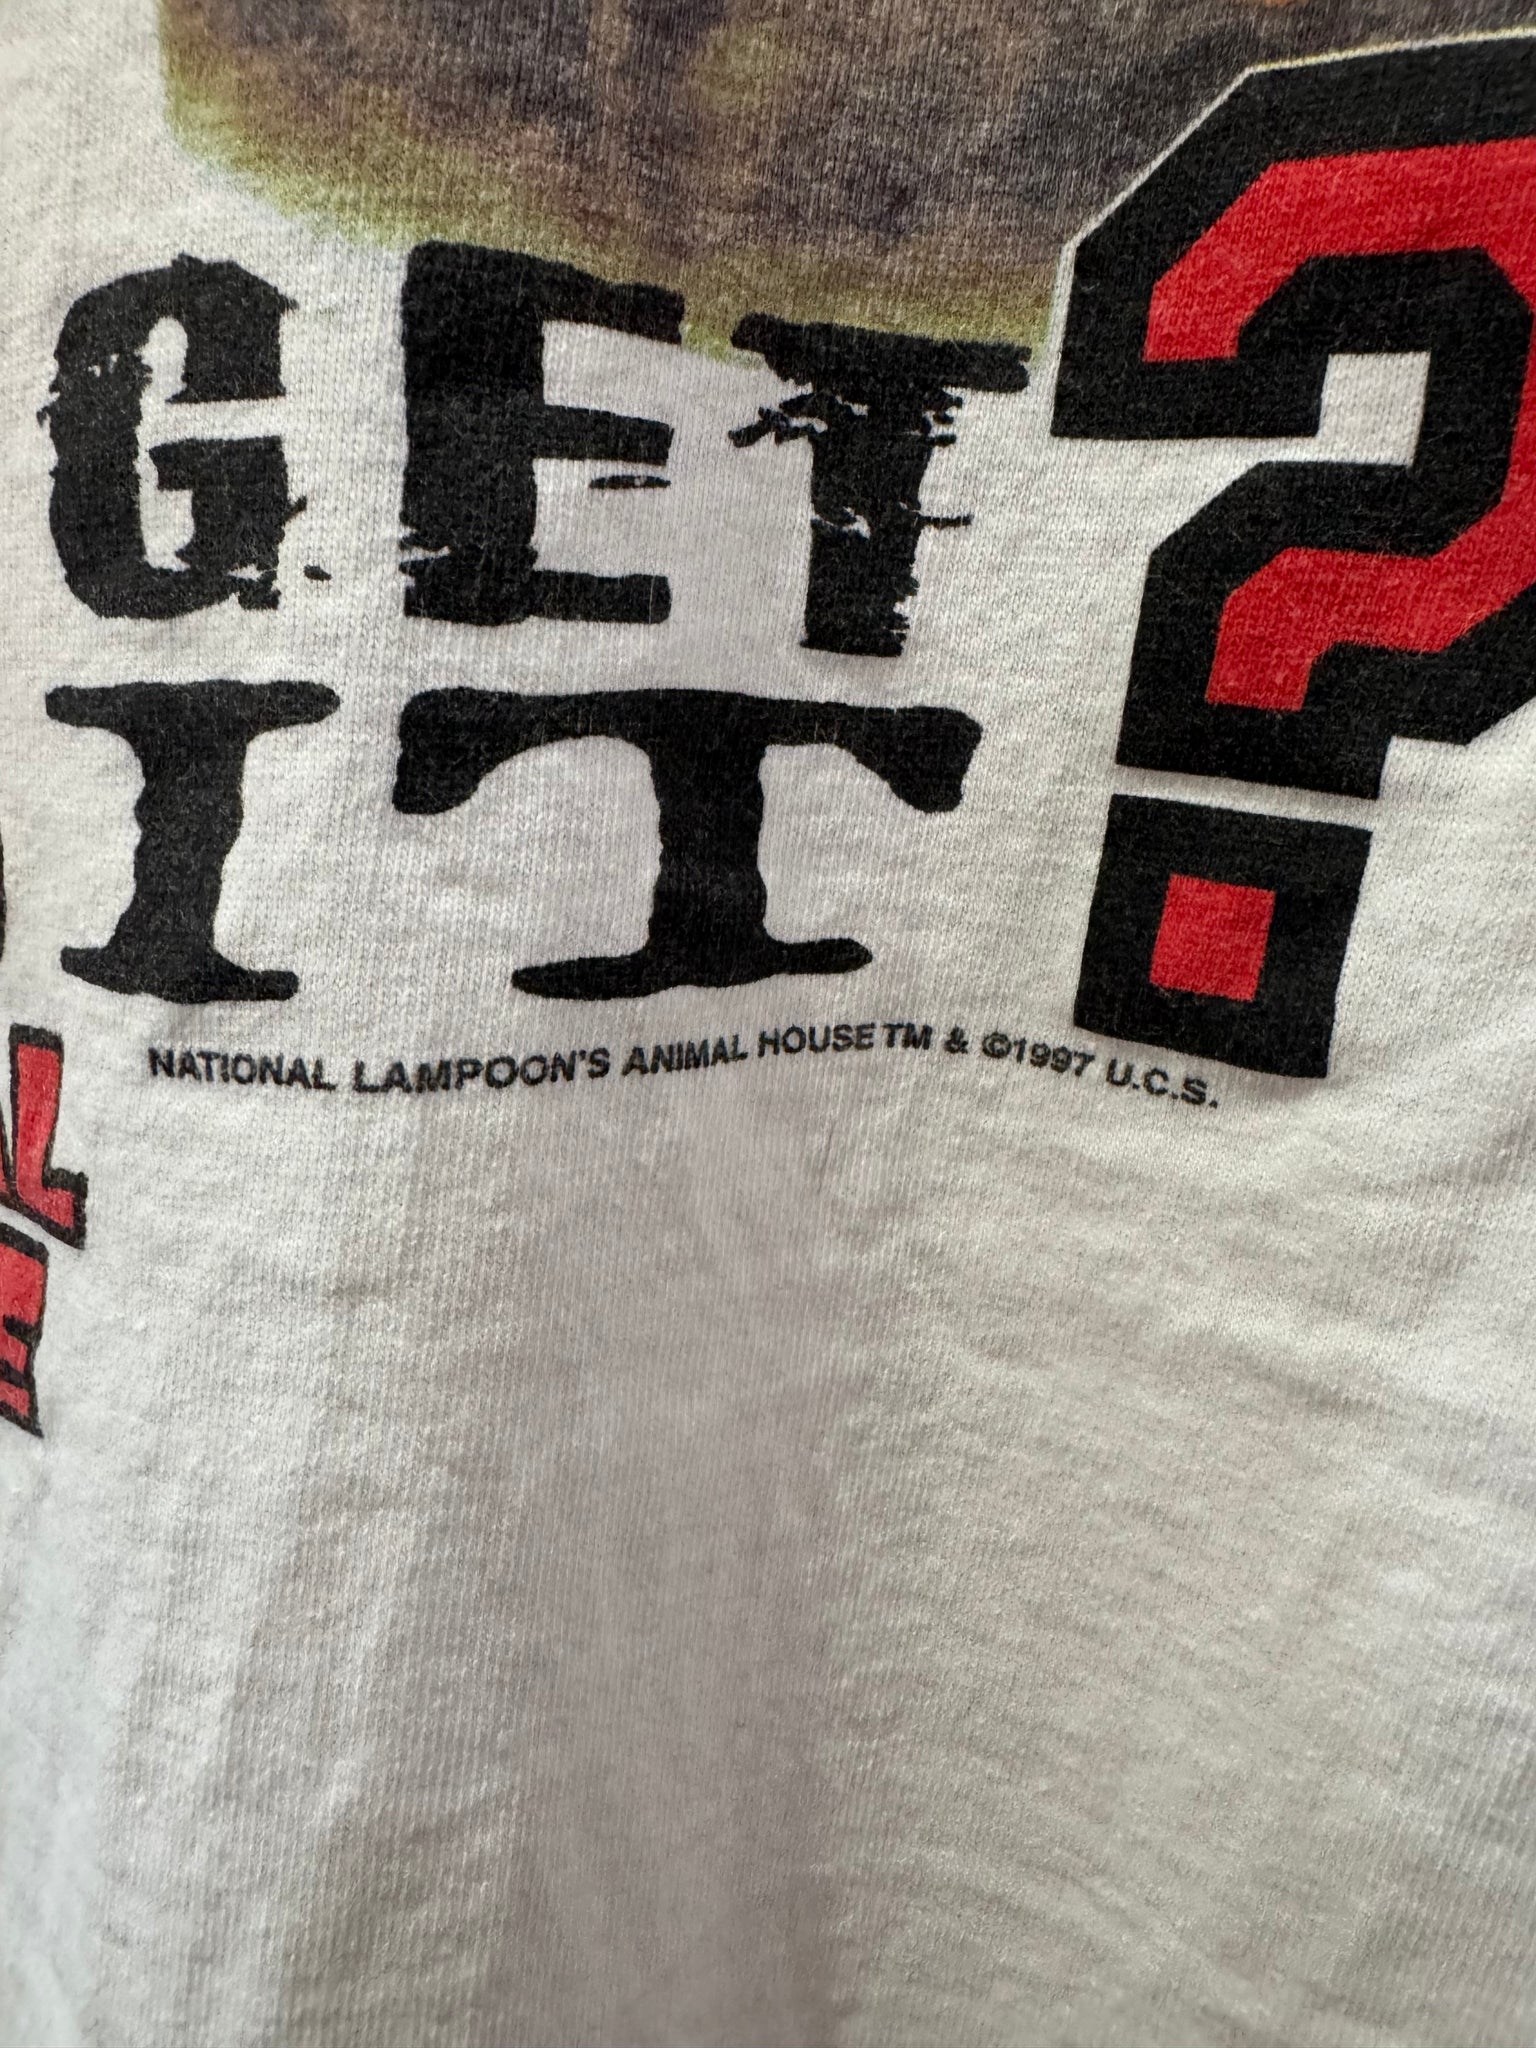 GET
IT?
NATIONAL LAMPOON'S ANIMAL HOUSE TM & ©1997 U.C.S.